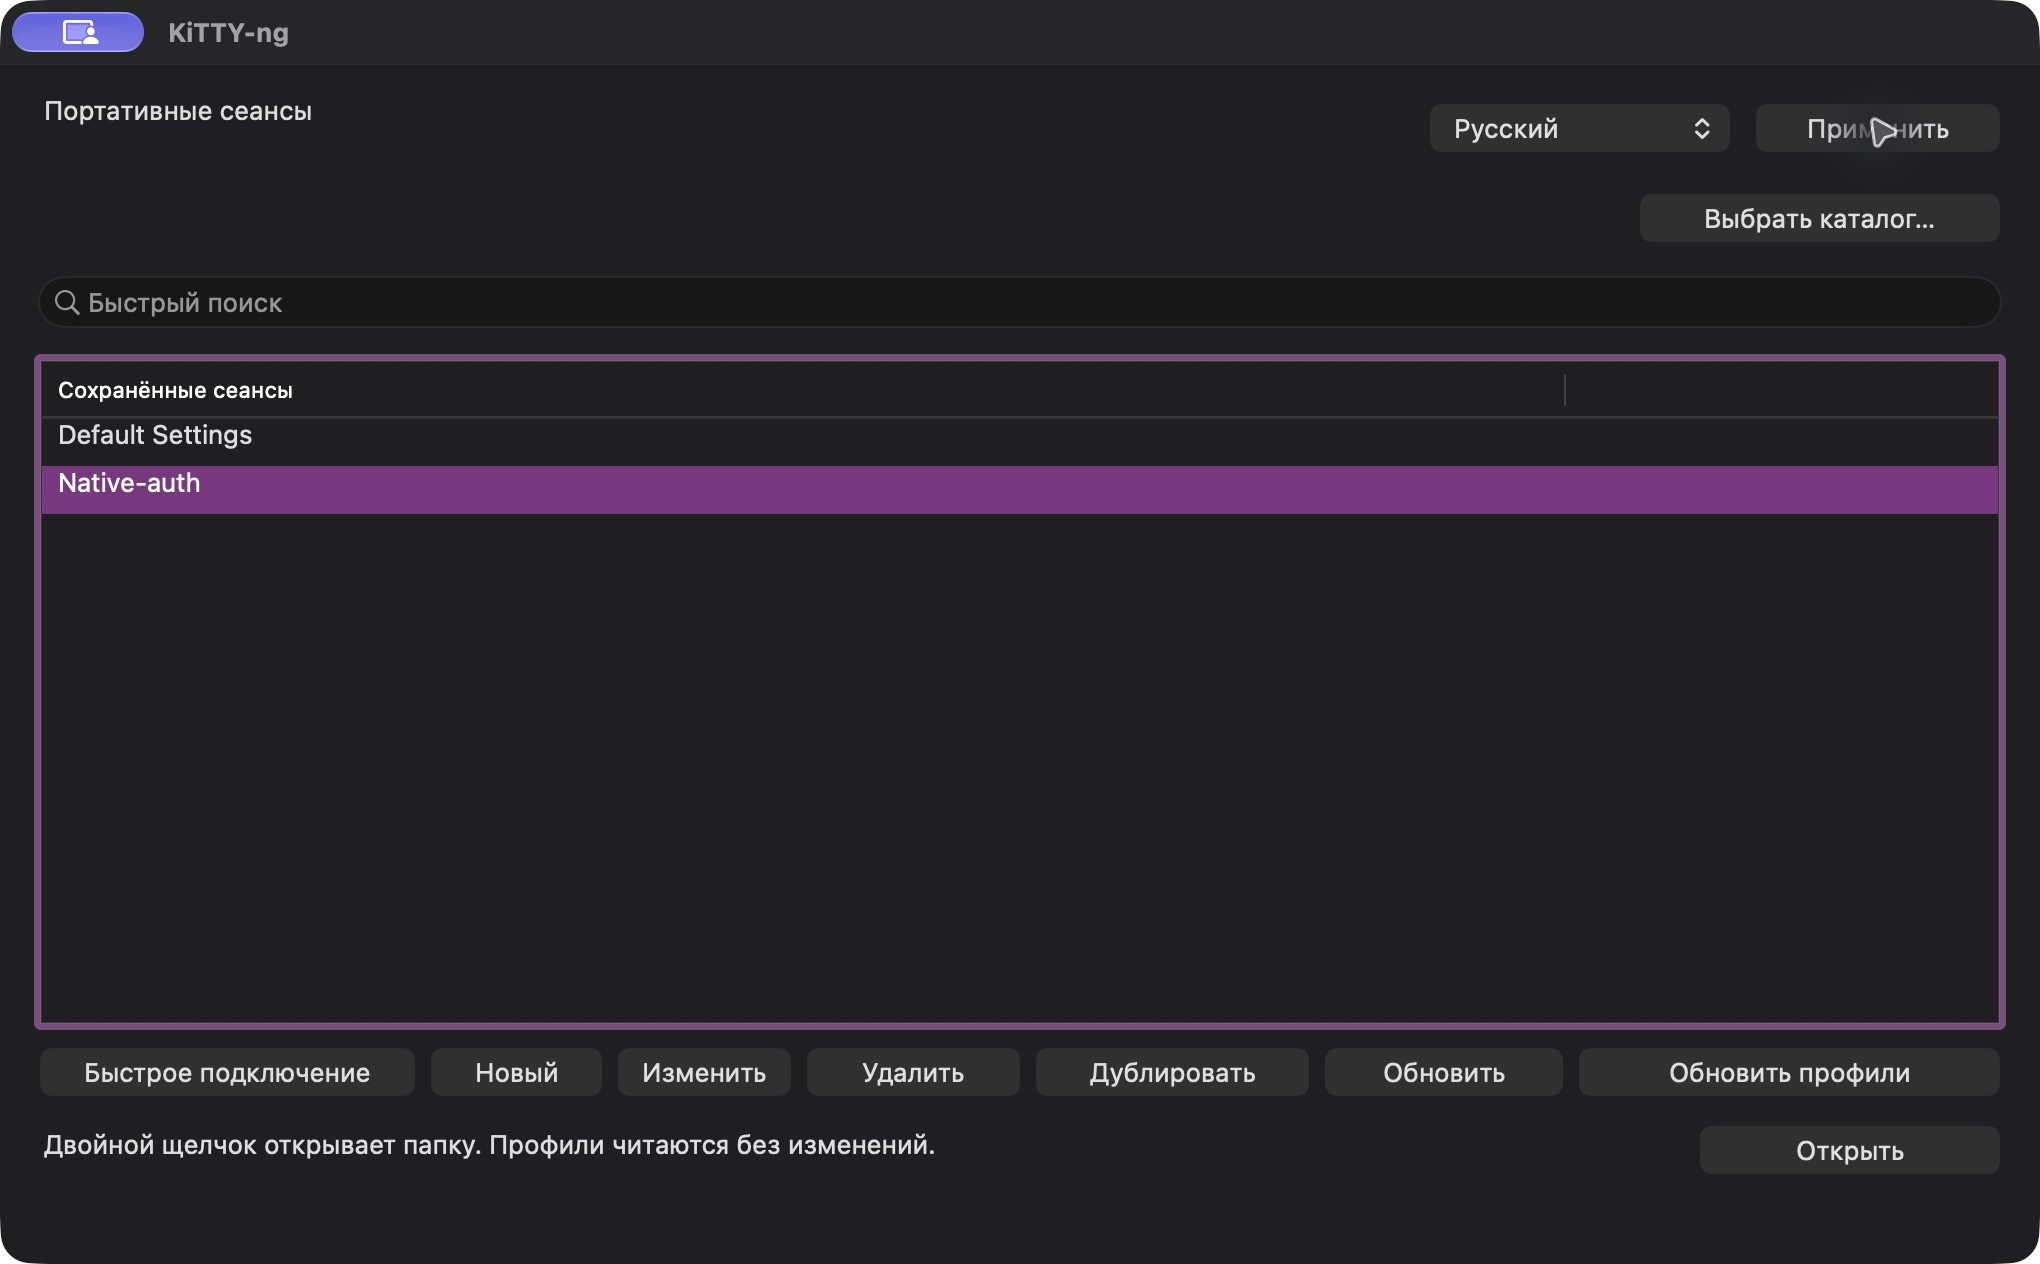 KiTTY-ng
Портативные сеансы
Русский
Применить
Выбрать каталог...
Быстрый поиск
Сохранённые сеансы
Default Settings
Native-auth
Быстрое подключение Новый Изменить Удалить Дублировать Обновить Обновить профили
Двойной щелчок открывает папку. Профили читаются без изменений.
Открыть